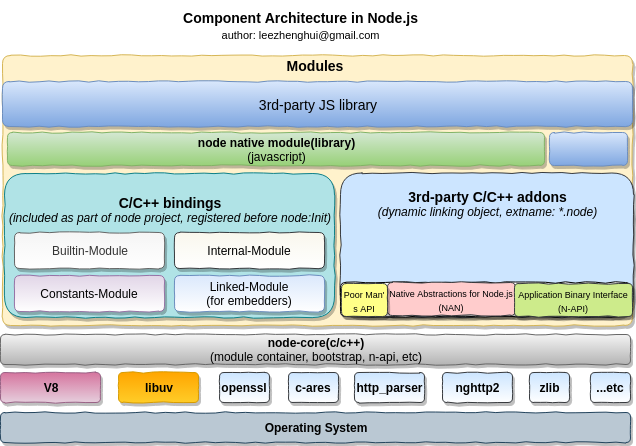 Component Architecture in Node.js
author: leezhenghui@gmail.com
Modules
3rd-party JS library
node native module(library)
(javascript)
C/C++ bindings
(included as part of node project, registered before node:Init)
Builtin-Module
Internal-Module
Constants-Module
Linked-Module
(for embedders)
3rd-party C/C++ addons
(dynamic linking object, extname: *.node)
Poor Man'
s API
Native Abstractions for Node.js
(NAN)
Application Binary Interface
(N-API)
node-core(c/c++)
(module container, bootstrap, n-api, etc)
V8
libuv
openssl
c-ares
http_parser
nghttp2
zlib
...etc
Operating System